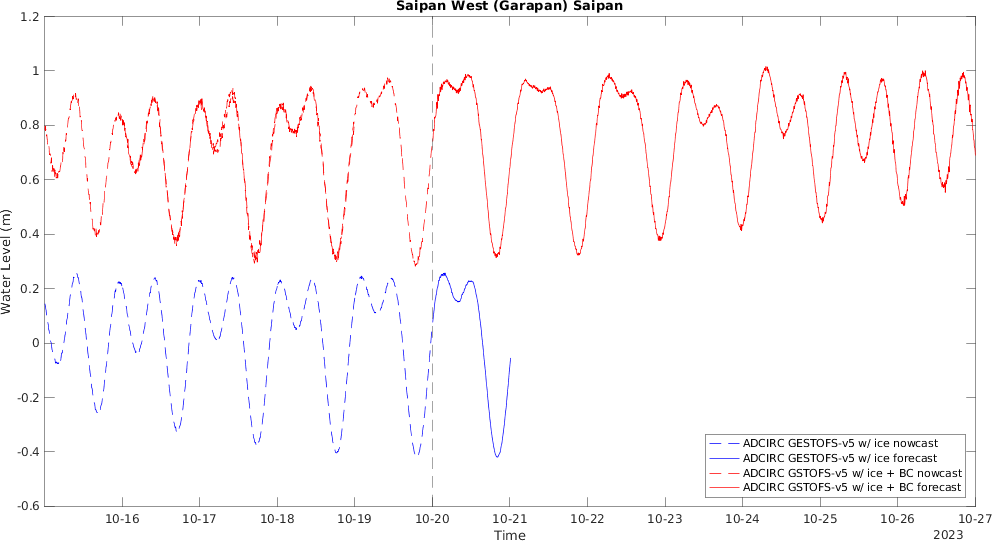 Saipan West (Garapan) Saipan
Water Level (m)
1.2
1
0.8
0.6
0.4
0.2
0
-0.2
-0.4
-0.6
ADCIRC GESTOFS-v5 w/ ice nowcast
ADCIRC GESTOFS-v5 w/ ice forecast
ADCIRC GSTOFS-v5 w/ ice + BC nowcast
ADCIRC GSTOFS-v5 w/ ice + BC forecast
10-16 10-17 10-18 10-19 10-20 10-21 10-22 10-23 10-24 10-25 10-26 10-27
Time
2023